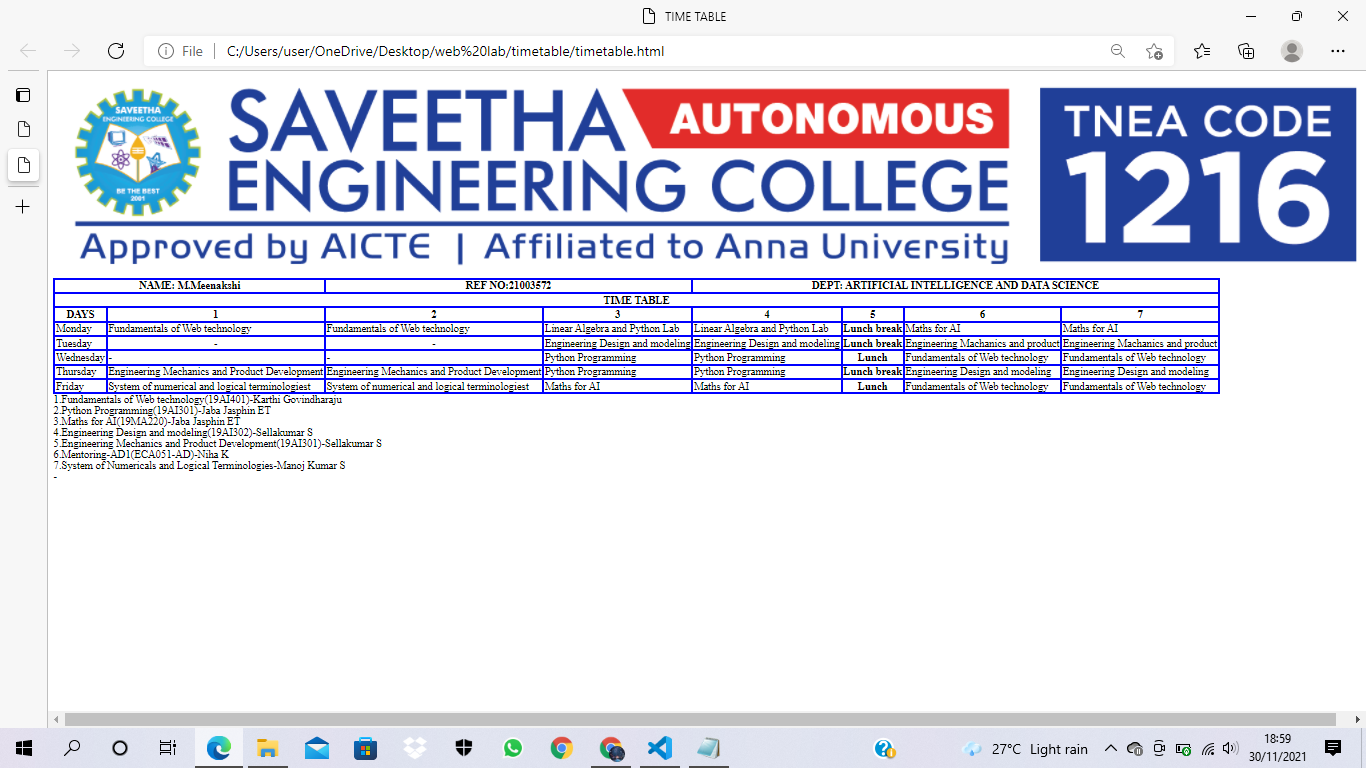 TIME TABLE
File | C:/Users/user/OneDrive/Desktop/web%20lab/timetable/timetable.html
SAVEETHA
ENGINEERING COLLEGE
BE THE BEST
2001
SAVEETHA AUTONOMOUS
ENGINEERING COLLEGE
Approved by AICTE | Affiliated to Anna University
TNEA CODE
1216
NAME: M.Meenakshi REF NO:21003572 DEPT: ARTIFICIAL INTELLIGENCE AND DATA SCIENCE
TIME TABLE
DAYS 1 2 3 4 5 6 7
Monday Fundamentals of Web technology Fundamentals of Web technology Linear Algebra and Python Lab Linear Algebra and Python Lab Lunch break Maths for AI Maths for AI
Tuesday - - Engineering Design and modeling Engineering Design and modeling Lunch break Engineering Machanics and product Engineering Machanics and product
Wednesday - - Python Programming Python Programming Lunch Fundamentals of Web technology Fundamentals of Web technology
Thursday Engineering Mechanics and Product Development Engineering Mechanics and Product Development Python Programming Python Programming Lunch break Engineering Design and modeling Engineering Design and modeling
Friday System of numerical and logical terminologiest System of numerical and logical terminologiest Maths for AI Maths for AI Lunch Fundamentals of Web technology Fundamentals of Web technology
1.Fundamentals of Web technology(19AI401)-Karthi Govindharaju
2.Python Programming(19AI301)-Jaba Jasphin ET
3.Maths for AI(19MA220)-Jaba Jasphin ET
4.Engineering Design and modeling(19AI302)-Sellakumar S
5.Engineering Mechanics and Product Development(19AI301)-Sellakumar S
6.Mentoring-AD1(ECA051-AD)-Niha K
7.System of Numericals and Logical Terminologies-Manoj Kumar S
-
27°C Light rain
18:59
30/11/2021